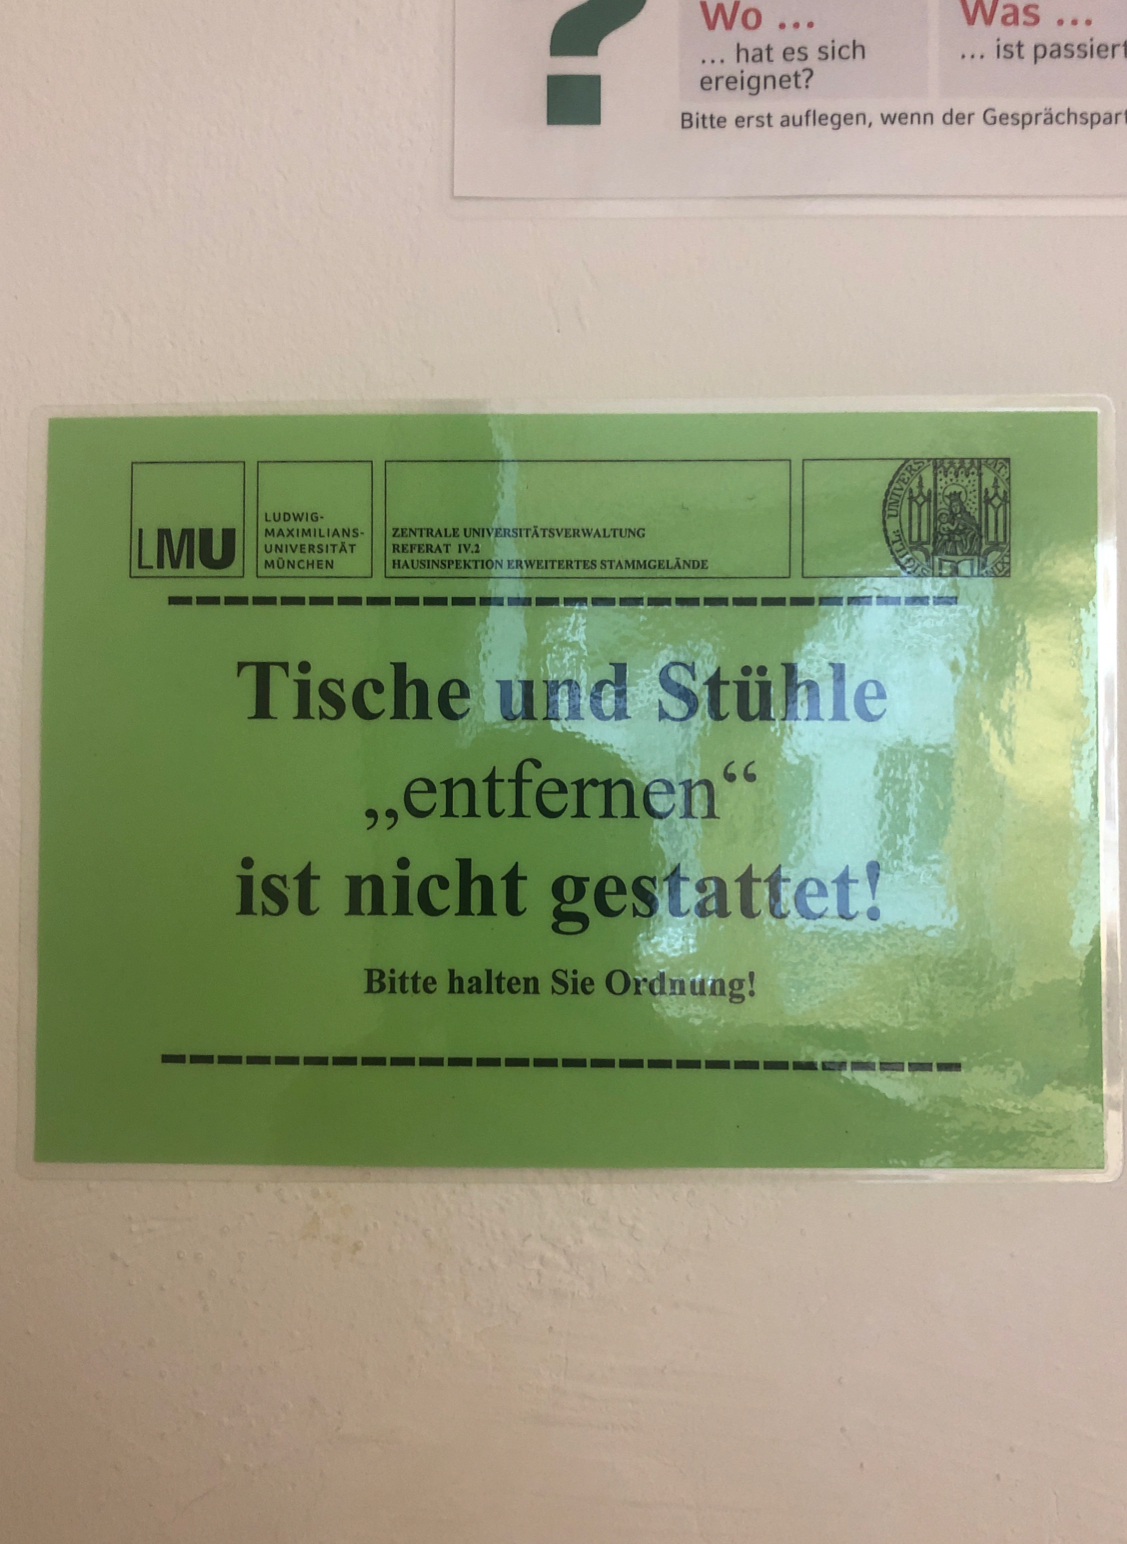 Wo ...
... hat es sich
ereignet?
Was ...
... ist passiert
Bitte erst auflegen, wenn der Gesprächspart
LMU
LUDWIG-
MAXIMILIANS-
UNIVERSITÄT
MÜNCHEN
ZENTRALE UNIVERSITÄTSVERWALTUNG
REFERAT IV.2
HAUSINSPEKTION ERWEITERTES STAMMGELÄNDE
Tische und Stühle
„entfernen“
ist nicht gestattet!
Bitte halten Sie Ordnung!